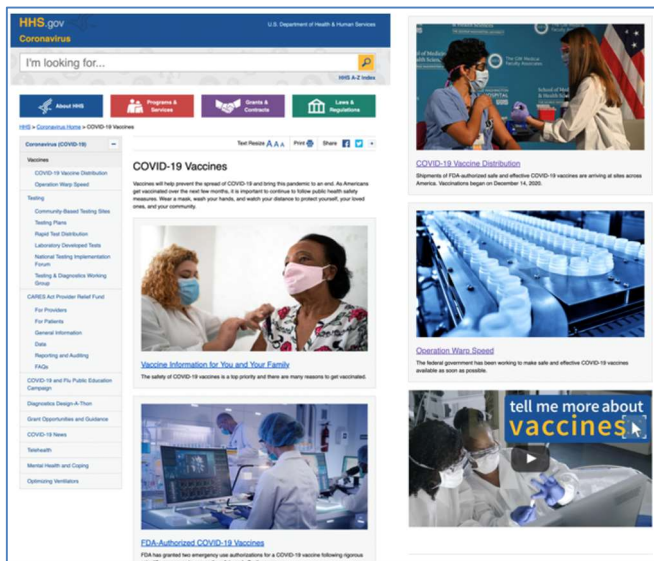 HHS.gov
U.S. Department of Health & Human Services
Coronavirus
I'm looking for...
HHS A-Z Index
About HHS
Programs & Services
Grants & Contracts
Laws & Regulations
HHS > Coronavirus Home > COVID-19 Vaccines
Coronavirus (COVID-19)
Vaccines
COVID-19 Vaccine Distribution
Operation Warp Speed
Testing
Community-Based Testing Sites
Testing Plans
Rapid Test Distribution
Laboratory Developed Tests
National Testing Implementation
Forum
Testing & Diagnostics Working
Group
CARES Act Provider Relief Fund
For Providers
For Patients
General Information
Data
Reporting and Auditing
FAQs
COVID-19 and Flu Public Education
Campaign
Diagnostics Design-A-Thon
Grant Opportunities and Guidance
COVID-19 News
Telehealth
Mental Health and Coping
Optimizing Ventilators
Text Resize A A A Print Share
COVID-19 Vaccines
Vaccines will help prevent the spread of COVID-19 and bring this pandemic to an end. As Americans
get vaccinated over the next few months, it is important to continue to follow public health safety
measures. Wear a mask, wash your hands, and watch your distance to protect yourself, your loved
ones, and your community.
Vaccine Information for You and Your Family
The safety of COVID-19 vaccines is a top priority and there are many reasons to get vaccinated.
FDA-Authorized COVID-19 Vaccines
FDA has granted two emergency use authorizations for a COVID-19 vaccine following rigorous
The GW Medical
Faculty Associates
COVID-19 Vaccine Distribution
Shipments of FDA-authorized safe and effective COVID-19 vaccines are arriving at sites across
America. Vaccinations began on December 14, 2020.
Operation Warp Speed
The federal government has been working to make safe and effective COVID-19 vaccines
available as soon as possible.
tell me more about
vaccines